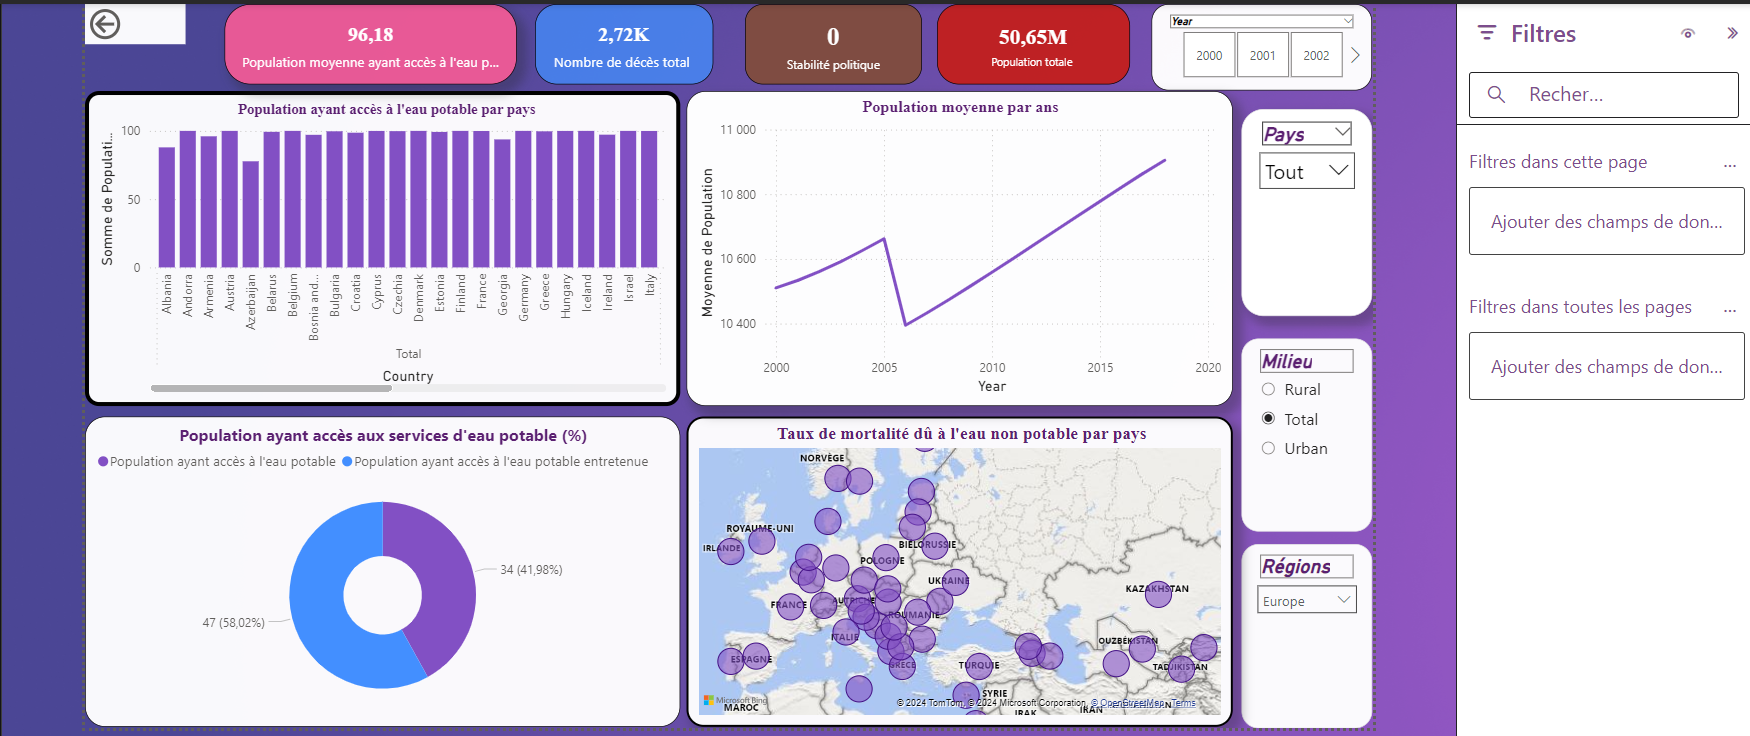 96,18
Population moyenne ayant accès à l'eau p...
2,72K
Nombre de décès total
0
Stabilité politique
50,65M
Population totale
Year
2000
2001
2002
Filtres
Recher...
Filtres dans cette page
...
Ajouter des champs de don...
Filtres dans toutes les pages
...
Ajouter des champs de don...
Population ayant accès à l'eau potable par pays
Somme de Populati...
100
50
0
Albania
Andorra
Armenia
Austria
Azerbaijan
Belarus
Belgium
Bosnia and...
Bulgaria
Croatia
Cyprus
Czechia
Denmark
Estonia
Finland
France
Georgia
Germany
Greece
Hungary
Iceland
Ireland
Israel
Italy
Total
Country
Population moyenne par ans
Moyenne de Population
11 000
10 800
10 600
10 400
2000
2005
2010
2015
2020
Year
Pays
Tout
Milieu
Rural
Total
Urban
Régions
Europe
Population ayant accès aux services d'eau potable (%)
Population ayant accès à l'eau potable
Population ayant accès à l'eau potable entretenue
34 (41,98%)
47 (58,02%)
Taux de mortalité dû à l'eau non potable par pays
NORVÈGE
ROYAUME-UNI
IRLANDE
BIÉLORUSSIE
POLOGNE
UKRAINE
KAZAKHSTAN
FRANCE
AUTRICHE
ROUMANIE
ITALIE
OUZBÉKISTAN
ESPAGNE
GRÈCE
TURQUIE
TADJIKISTAN
SYRIE
Microsoft Bing
MAROC
IRAK
IRAN
© 2024 TomTom, © 2024 Microsoft Corporation, © OpenStreetMap Terms